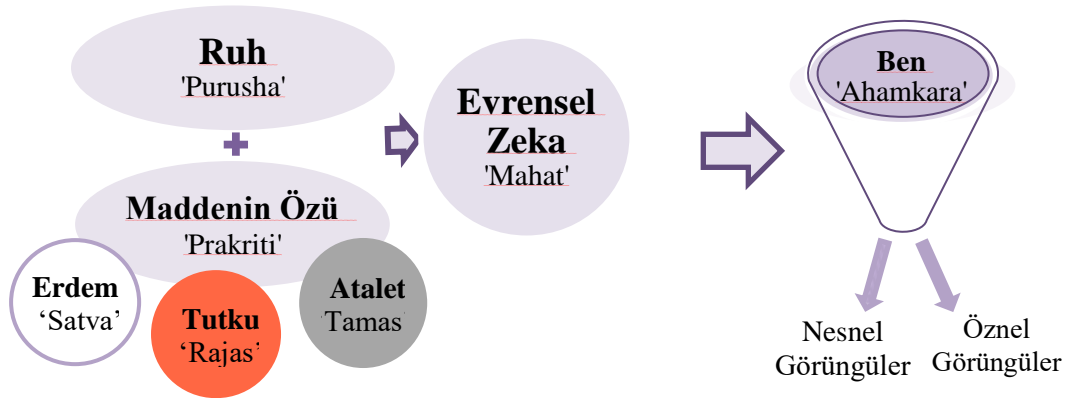 Ruh
'Purusha'
+
Maddenin Özü
'Prakriti'
Erdem
‘Satva’
Tutku
‘Rajas’
Atalet
Tamas
Evrensel
Zeka
'Mahat'
Ben
'Ahamkara'
Nesnel
Görüngüler
Öznel
Görüngüler